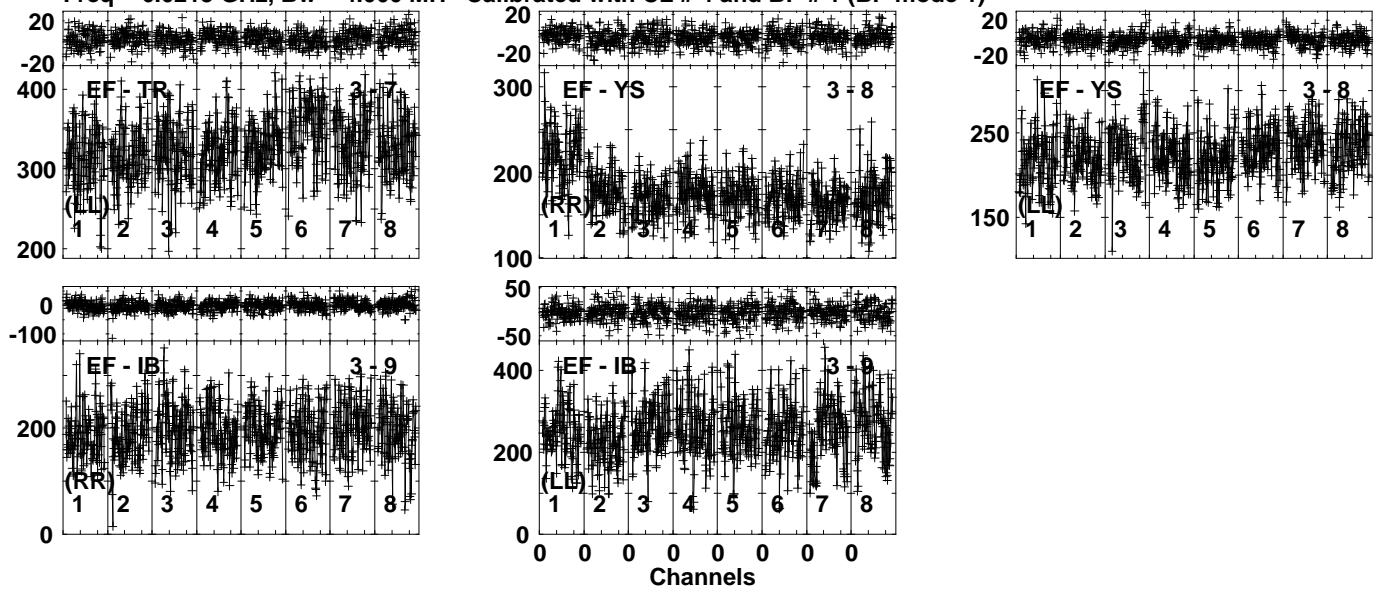 20
-20
400
300
200
EF - TR
3 - 7
(LL)
1 2 3 4 5 6 7 8
20
-20
300
200
100
EF - YS
3 - 8
(RR)
1 2 3 4 5 6 7 8
20
-20
250
150
EF - YS
3 - 8
(LL)
1 2 3 4 5 6 7 8
0
-100
200
0
EF - IB
3 - 9
(RR)
1 2 3 4 5 6 7 8
50
-50
400
200
0
EF - IB
3 - 9
(LL)
1 2 3 4 5 6 7 8
0 0 0 0 0 0 0 0
Channels